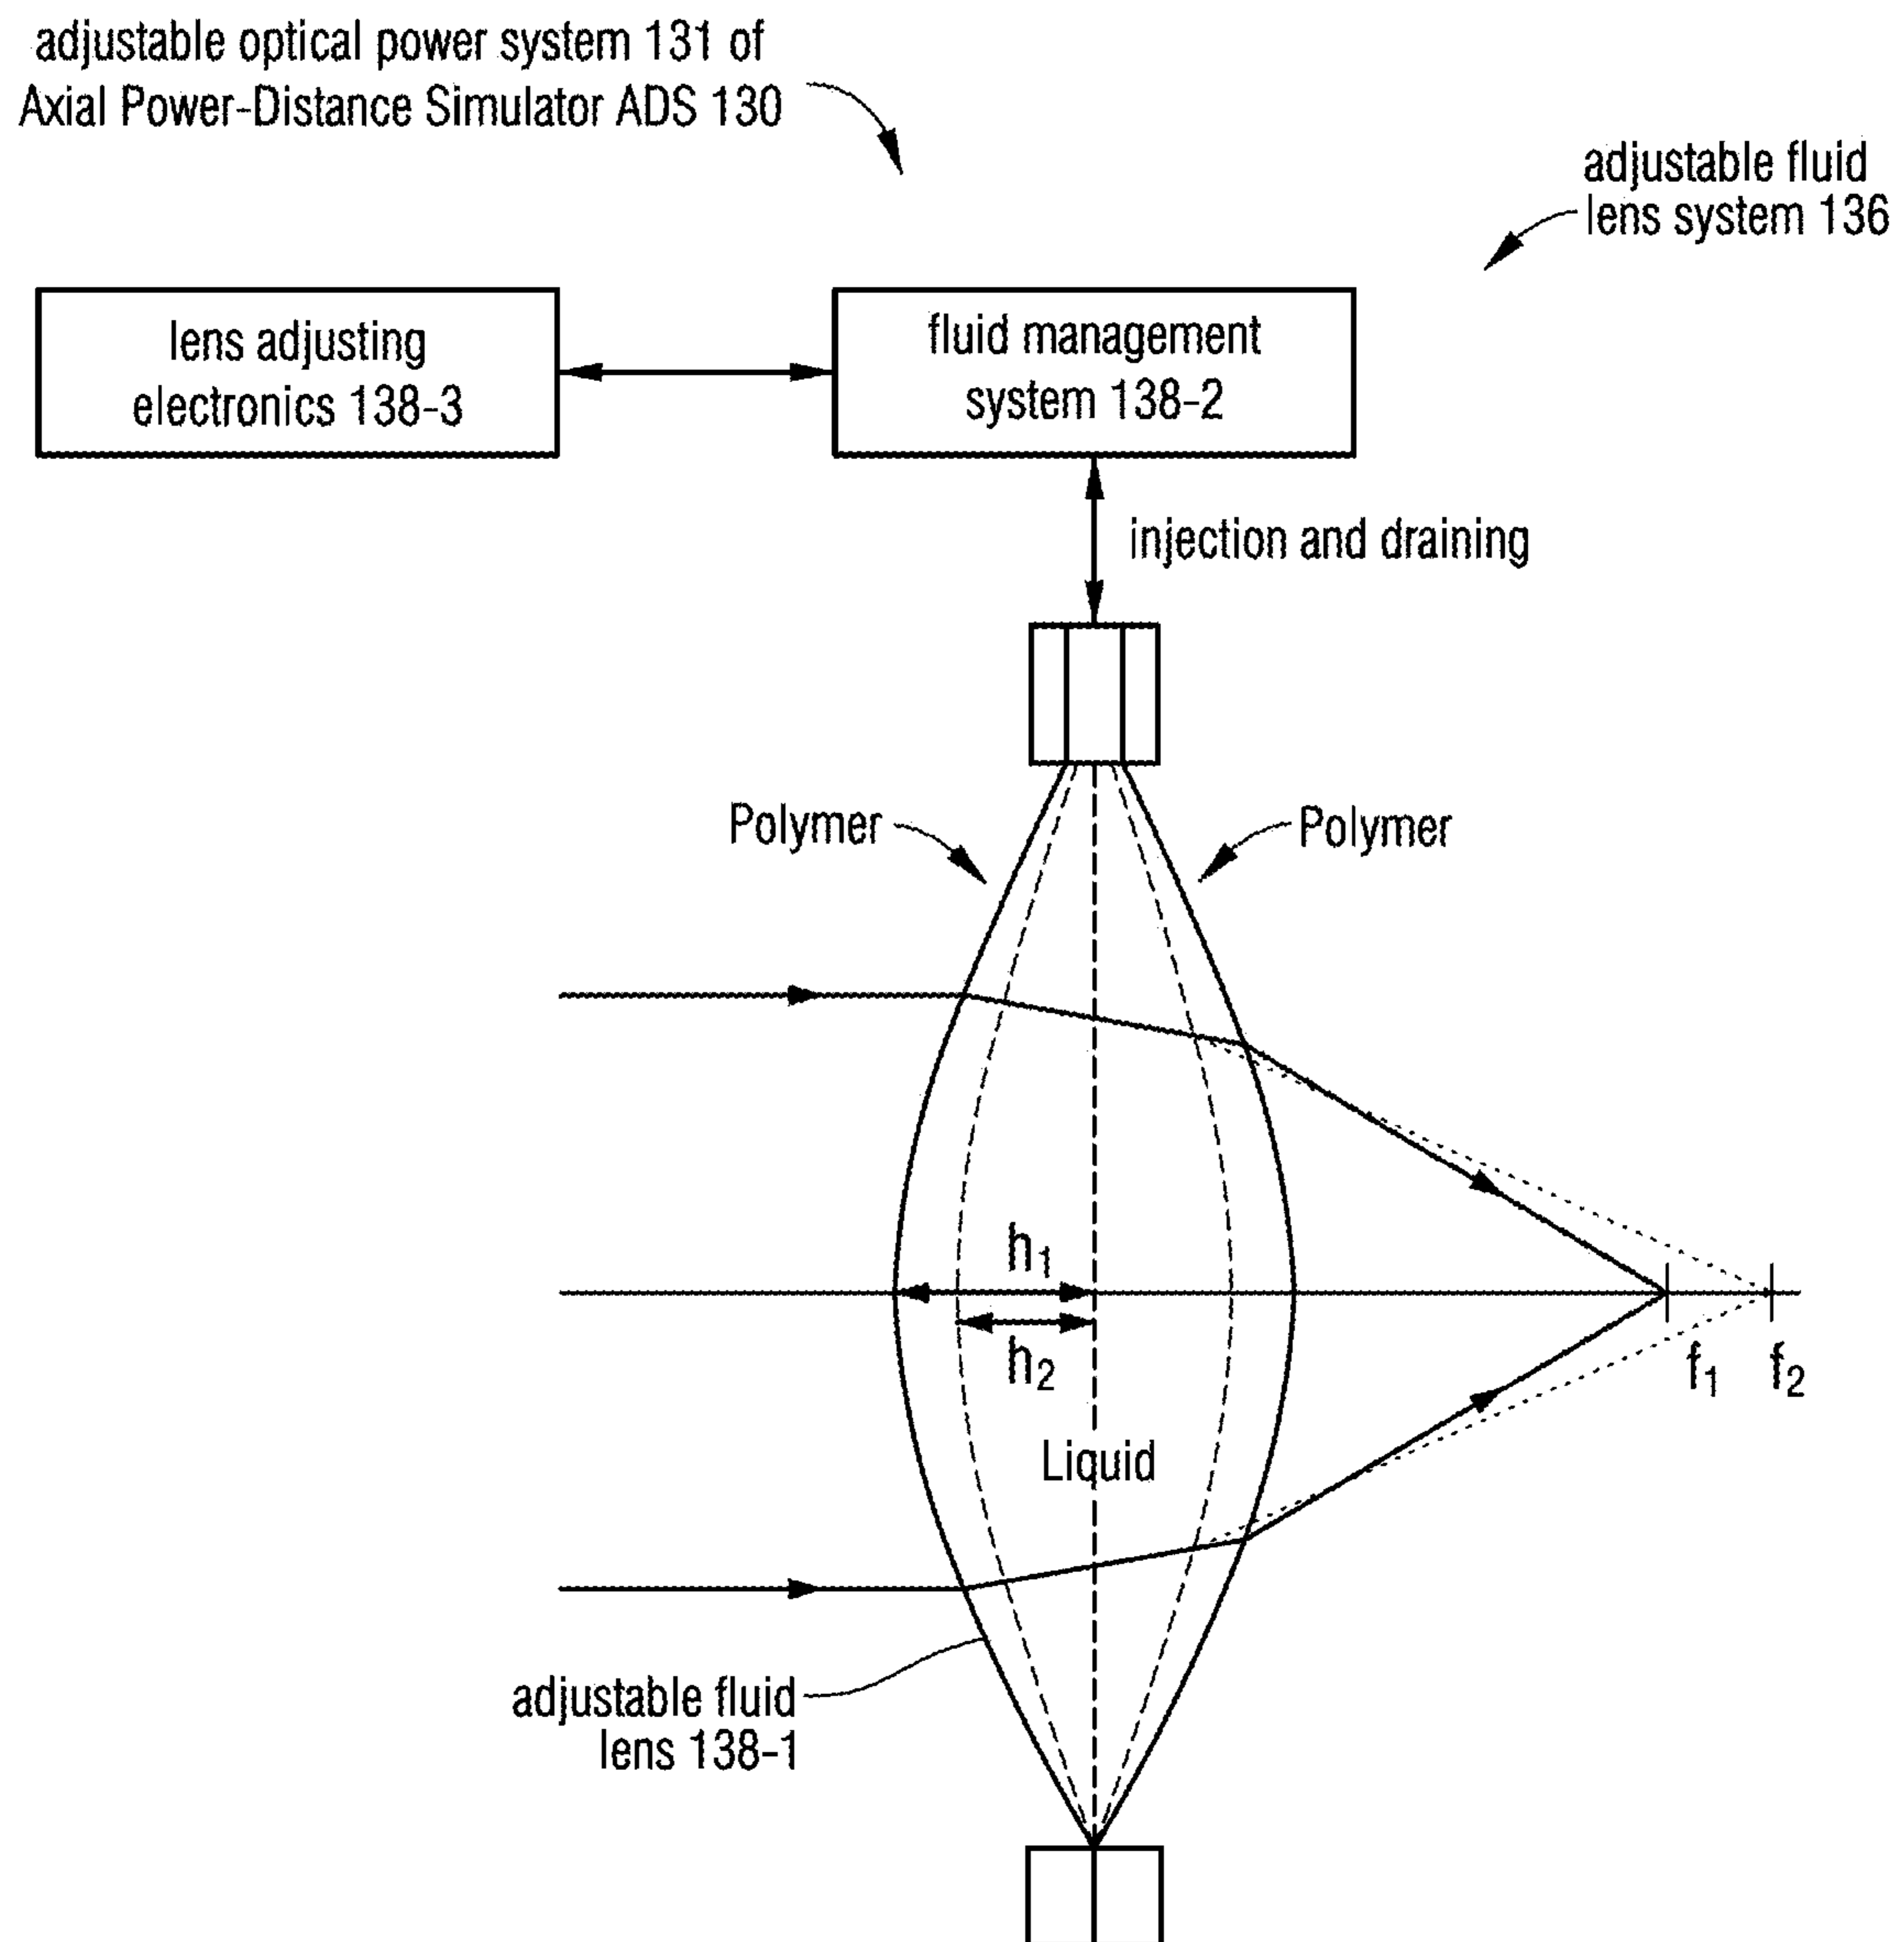 adjustable optical power system 131 of
Axial Power-Distance Simulator ADS 130
adjustable fluid
lens system 136
lens adjusting
electronics 138-3
fluid management
system 138-2
injection and draining
Polymer
Polymer
h₁
h₂
f₁
f₂
Liquid
adjustable fluid
lens 138-1